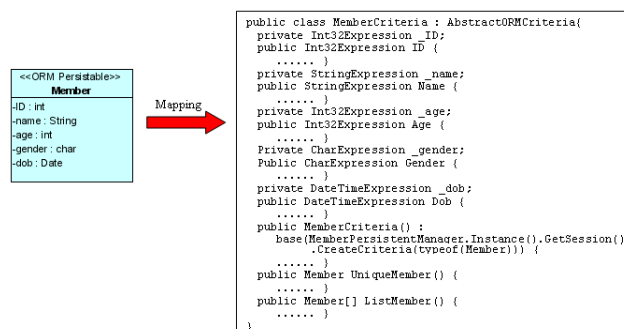 <<ORM Persistable>>
Member
-ID : int
-name : String
-age : int
-gender : char
-dob : Date
Mapping
public class MemberCriteria : AbstractORMCriteria{
private Int32Expression _ID;
public Int32Expression ID {
...... }
private StringExpression _name;
public StringExpression Name {
...... }
private Int32Expression _age;
public Int32Expression Age {
...... }
Private CharExpression _gender;
Public CharExpression Gender {
...... }
private DateTimeExpression _dob;
public DateTimeExpression Dob {
...... }
public MemberCriteria() :
base(MemberPersistentManager.Instance().GetSession()
.CreateCriteria(typeof(Member))) {
...... }
public Member UniqueMember() {
...... }
public Member[] ListMember() {
...... }
}